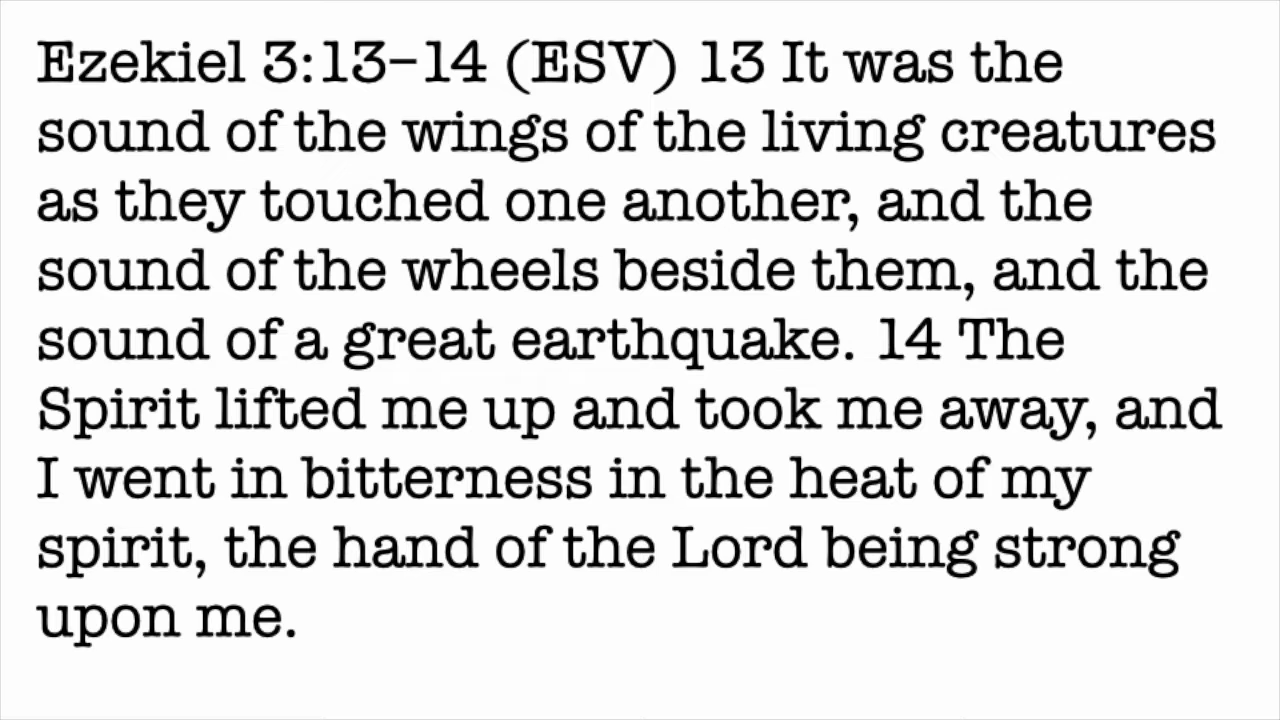 Ezekiel 3:13–14 (ESV) 13 It was the
sound of the wings of the living creatures
as they touched one another, and the
sound of the wheels beside them, and the
sound of a great earthquake. 14 The
Spirit lifted me up and took me away, and
I went in bitterness in the heat of my
spirit, the hand of the Lord being strong
upon me.